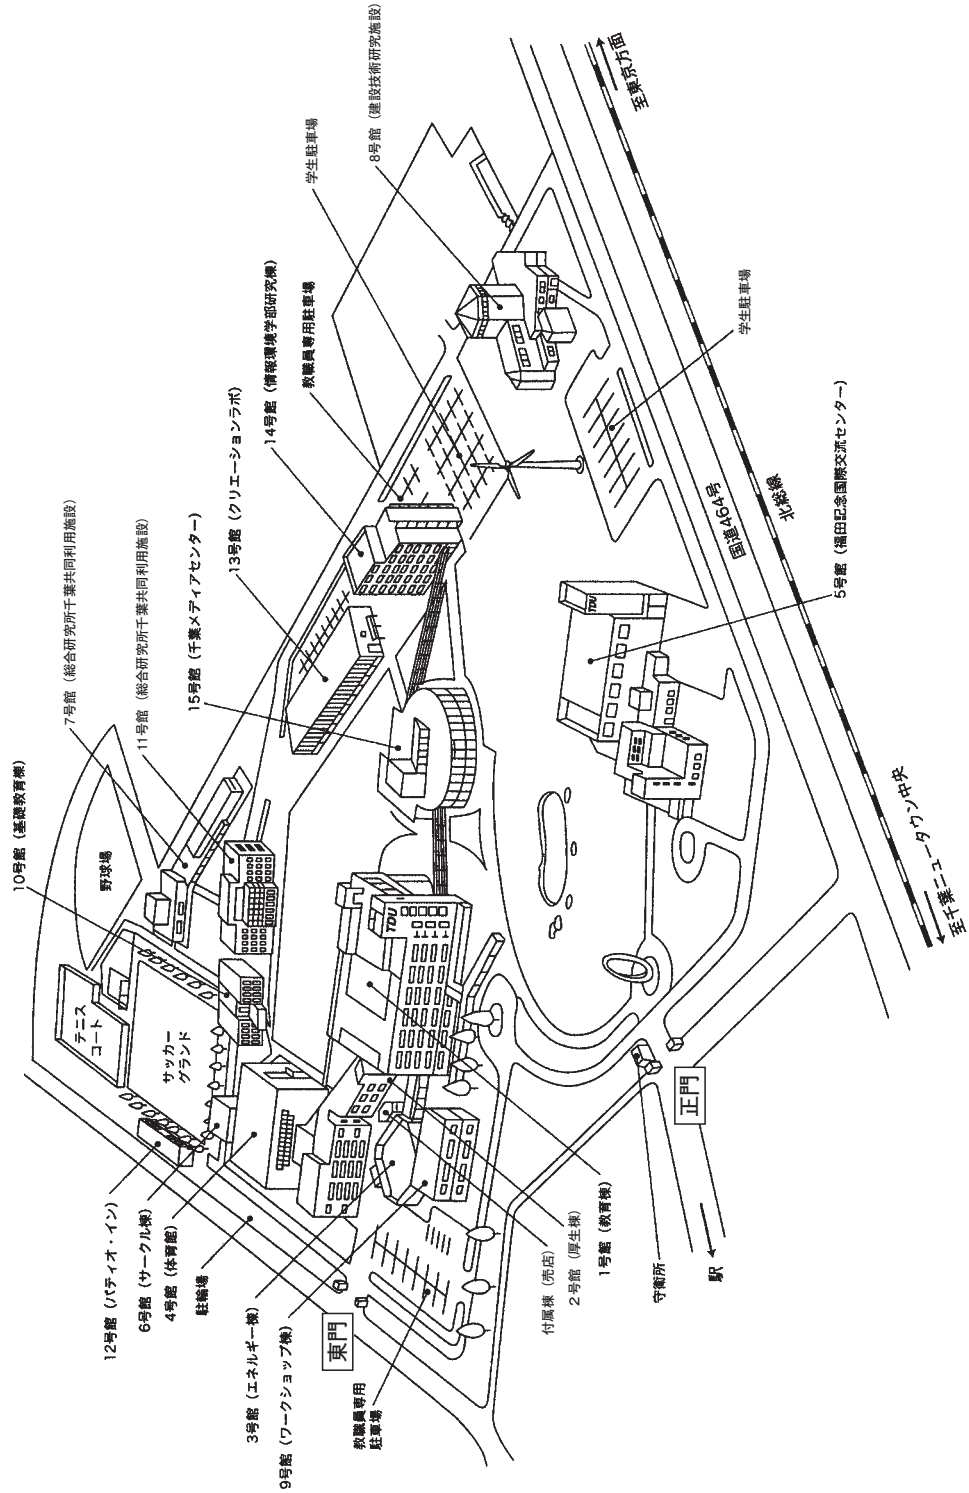 12号館（パティオ・イン）
6号館（サークル棟）
4号館（体育館）
駐輪場
3号館（エネルギー棟）
9号館（ワークショップ棟）
東門
教職員専用
駐車場
付属棟（売店）
2号館（厚生棟）
1号館（教育棟）
守衛所
駅
正門
テニス
コート
サッカー
グランド
野球場
10号館（基礎教育棟）
7号館（総合研究所千葉共同利用施設）
11号館（総合研究所千葉共同利用施設）
15号館（千葉メディアセンター）
13号館（クリエーションラボ）
14号館（情報環境学部研究棟）
教職員専用駐車場
学生駐車場
8号館（建設技術研究施設）
学生駐車場
5号館（福田記念国際交流センター）
TDU
TDU
国道464号
北総線
至千葉ニュータウン中央
至東京方面